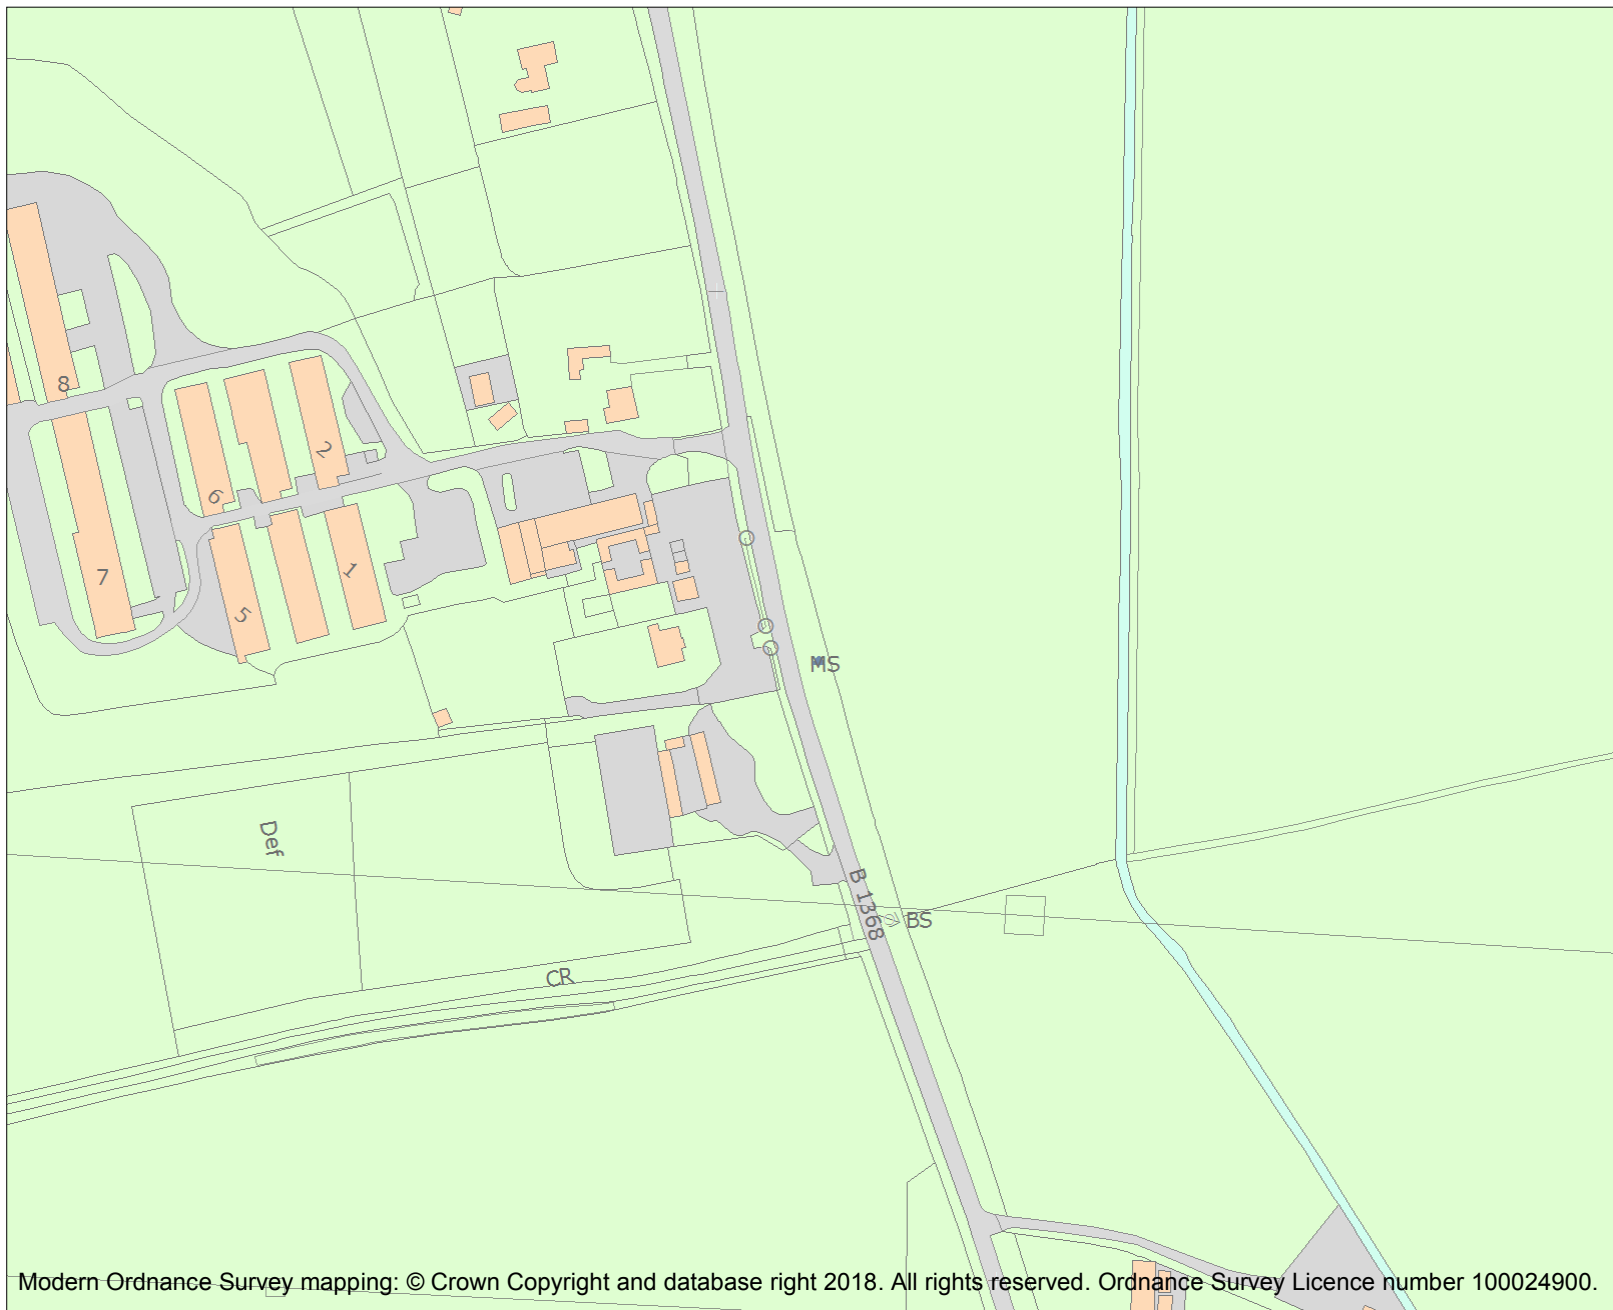 8
2
6
7
1
5
MS
Def
B 1368
BS
CR
Modern Ordnance Survey mapping: © Crown Copyright and database right 2018. All rights reserved. Ordnance Survey Licence number 100024900.